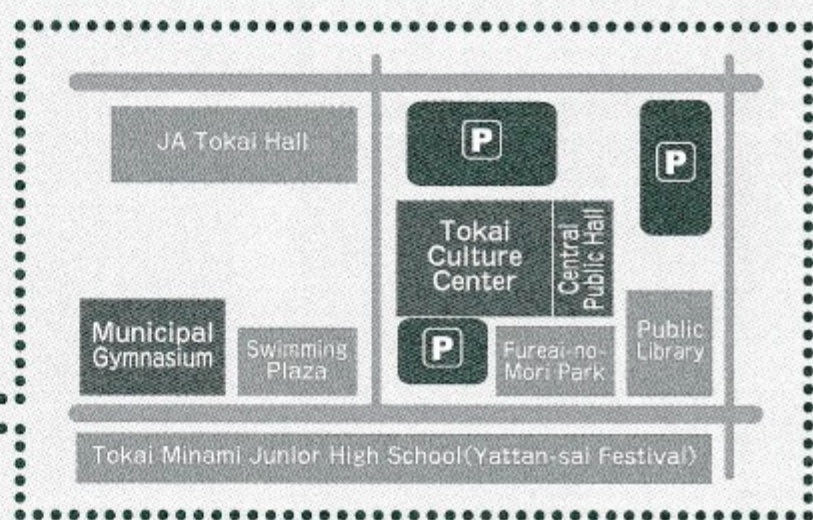 JA Tokai Hall
P
P
Tokai
Culture
Center
Central
Public Hall
Municipal
Gymnasium
Swimming
Plaza
P
Fureai-no-
Mori Park
Public
Library
Tokai Minami Junior High School(Yattan-sai Festival)